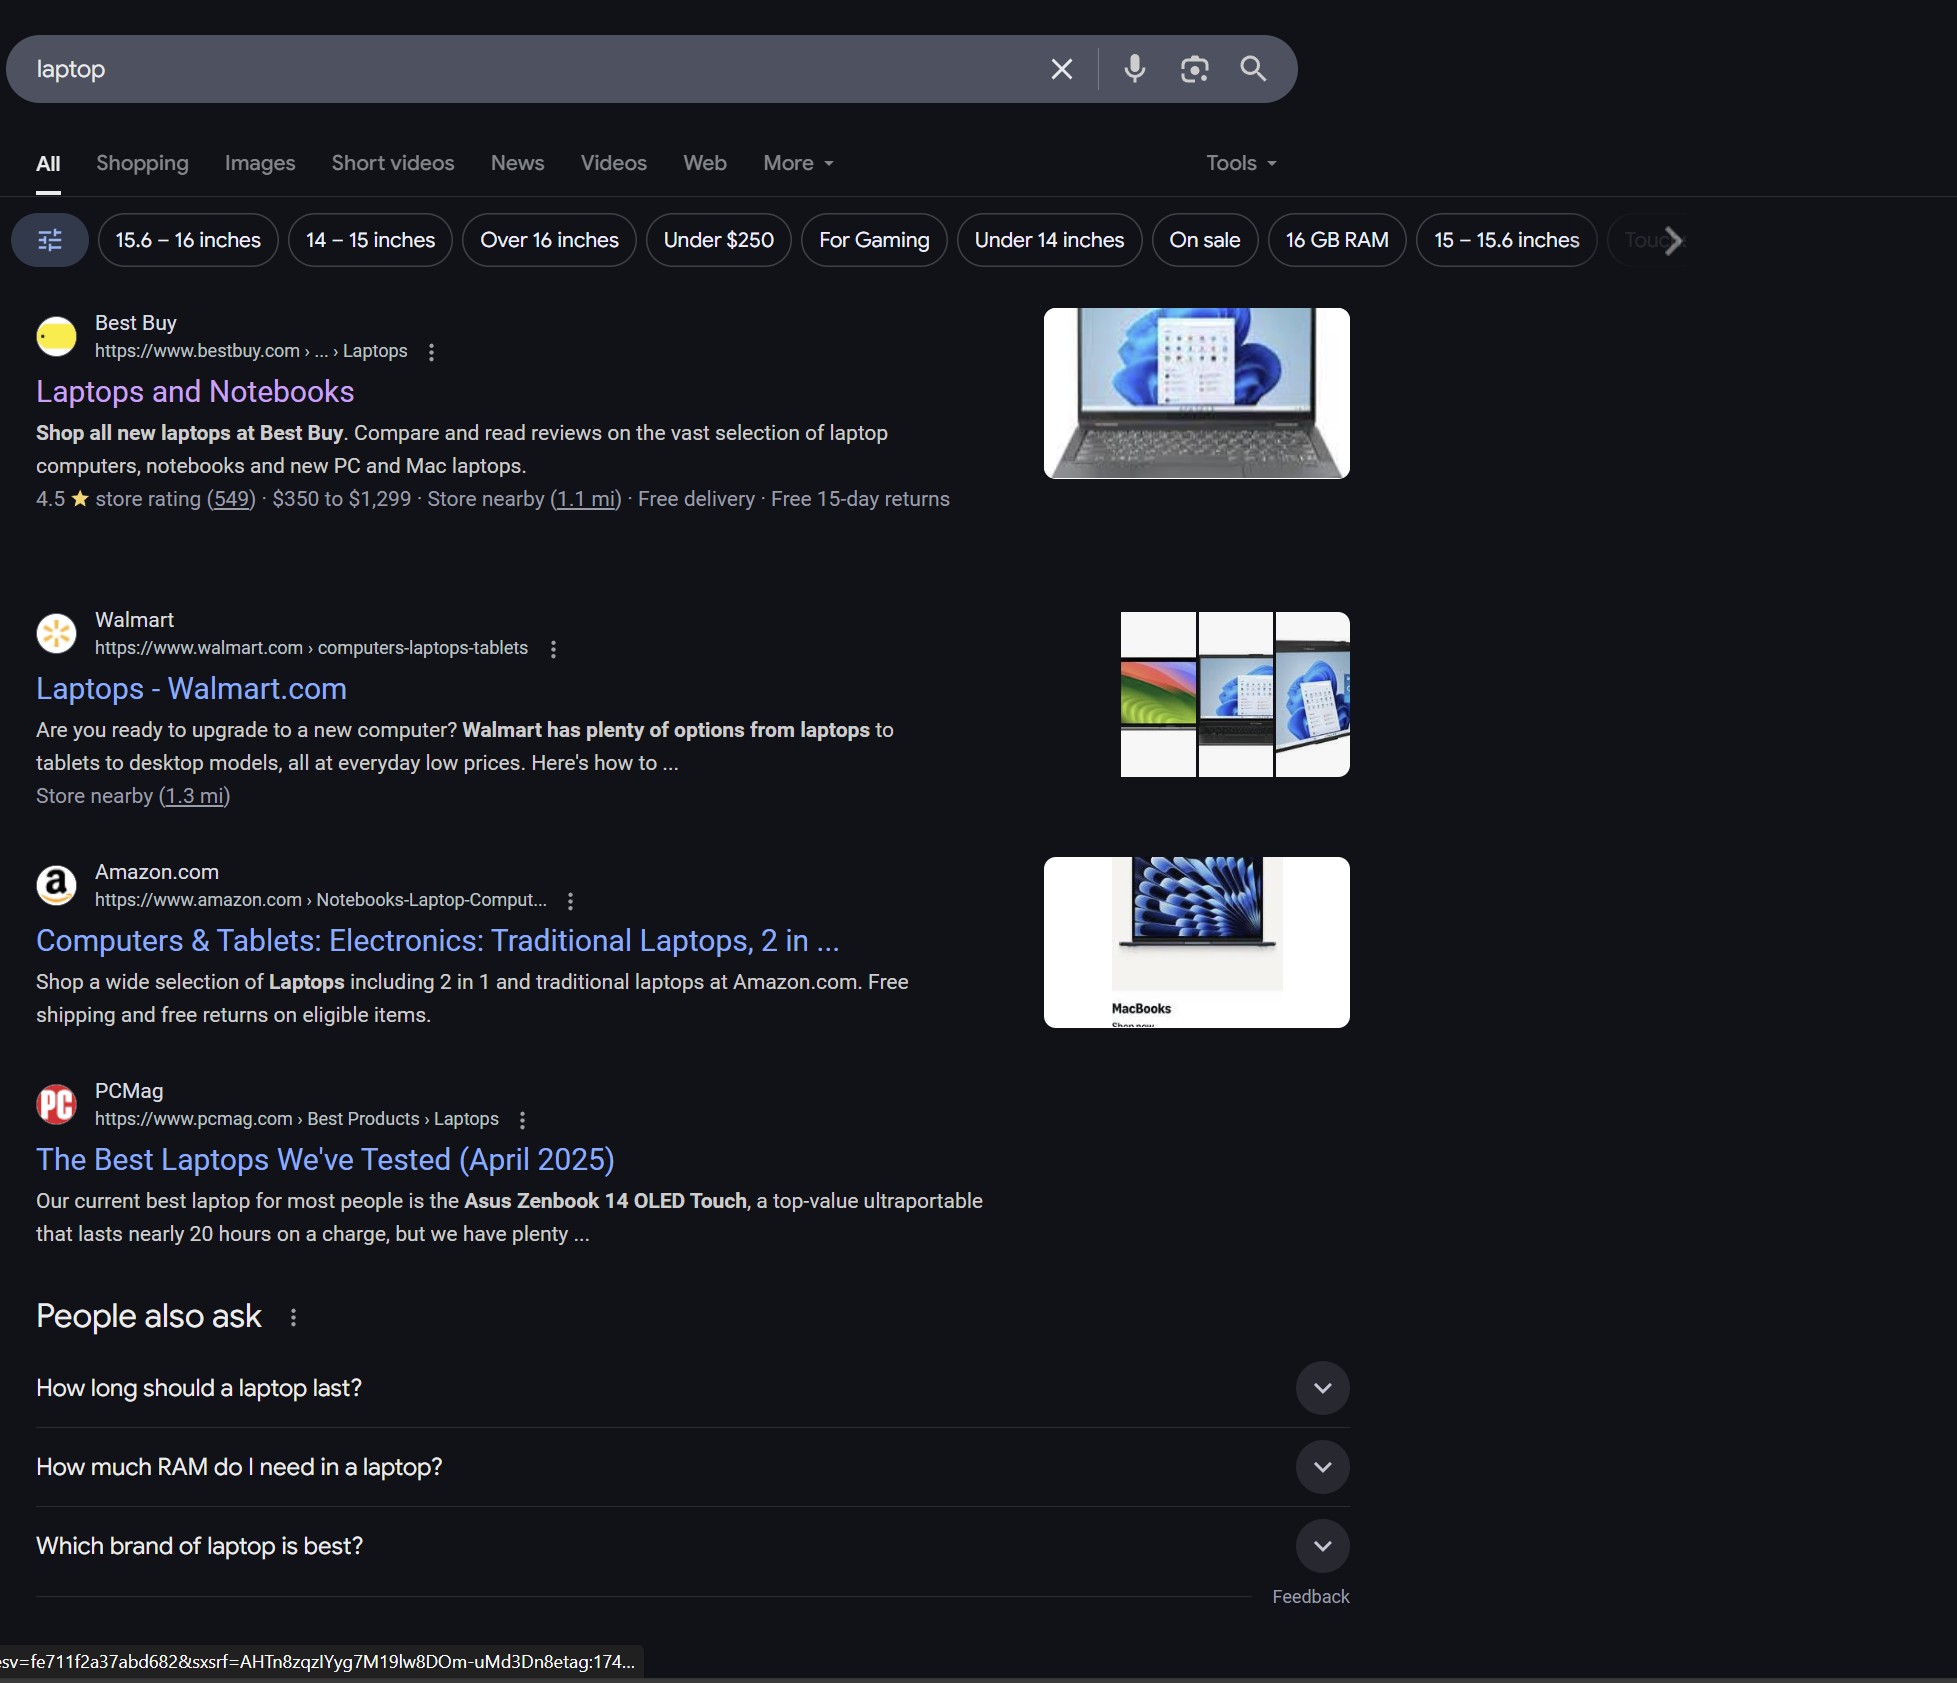 laptop
All Shopping Images Short videos News Videos Web More Tools
15.6 – 16 inches 14 – 15 inches Over 16 inches Under $250 For Gaming Under 14 inches On sale 16 GB RAM 15 – 15.6 inches
Best Buy
https://www.bestbuy.com › ... › Laptops
Laptops and Notebooks
Shop all new laptops at Best Buy. Compare and read reviews on the vast selection of laptop
computers, notebooks and new PC and Mac laptops.
4.5 ★ store rating (549) · $350 to $1,299 · Store nearby (1.1 mi) · Free delivery · Free 15-day returns
Walmart
https://www.walmart.com › computers-laptops-tablets
Laptops - Walmart.com
Are you ready to upgrade to a new computer? Walmart has plenty of options from laptops to
tablets to desktop models, all at everyday low prices. Here's how to ...
Store nearby (1.3 mi)
a
Amazon.com
https://www.amazon.com › Notebooks-Laptop-Comput...
Computers & Tablets: Electronics: Traditional Laptops, 2 in ...
Shop a wide selection of Laptops including 2 in 1 and traditional laptops at Amazon.com. Free
shipping and free returns on eligible items.
MacBooks
Shop now
PC
PCMag
https://www.pcmag.com › Best Products › Laptops
The Best Laptops We've Tested (April 2025)
Our current best laptop for most people is the Asus Zenbook 14 OLED Touch, a top-value ultraportable
that lasts nearly 20 hours on a charge, but we have plenty ...
People also ask
How long should a laptop last?
How much RAM do I need in a laptop?
Which brand of laptop is best?
Feedback